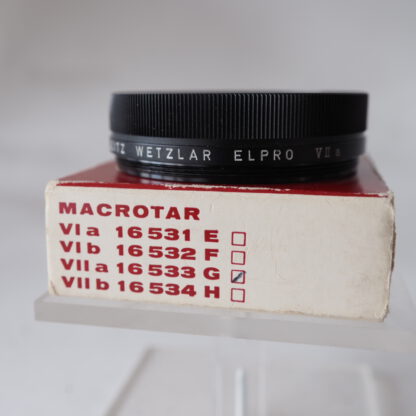 WETZLAR ELPRO VII a
MACROTAR
VI a 16 531 E
VI b 16 532 F
VII a 16 533 G
VII b 16 534 H